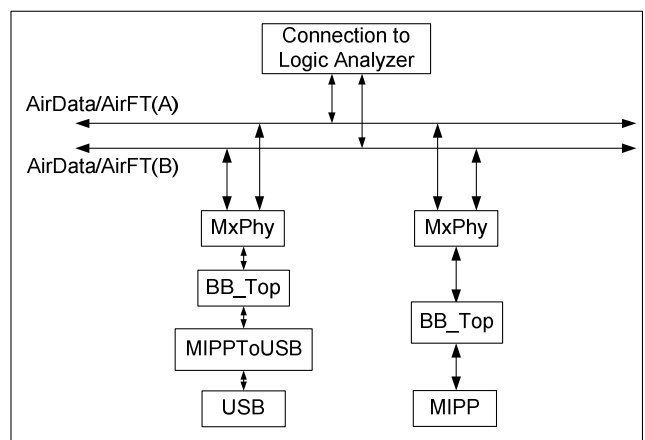 Connection to
Logic Analyzer
AirData/AirFT(A)
AirData/AirFT(B)
MxPhy
MxPhy
BB_Top
BB_Top
MIPPToUSB
USB
MIPP